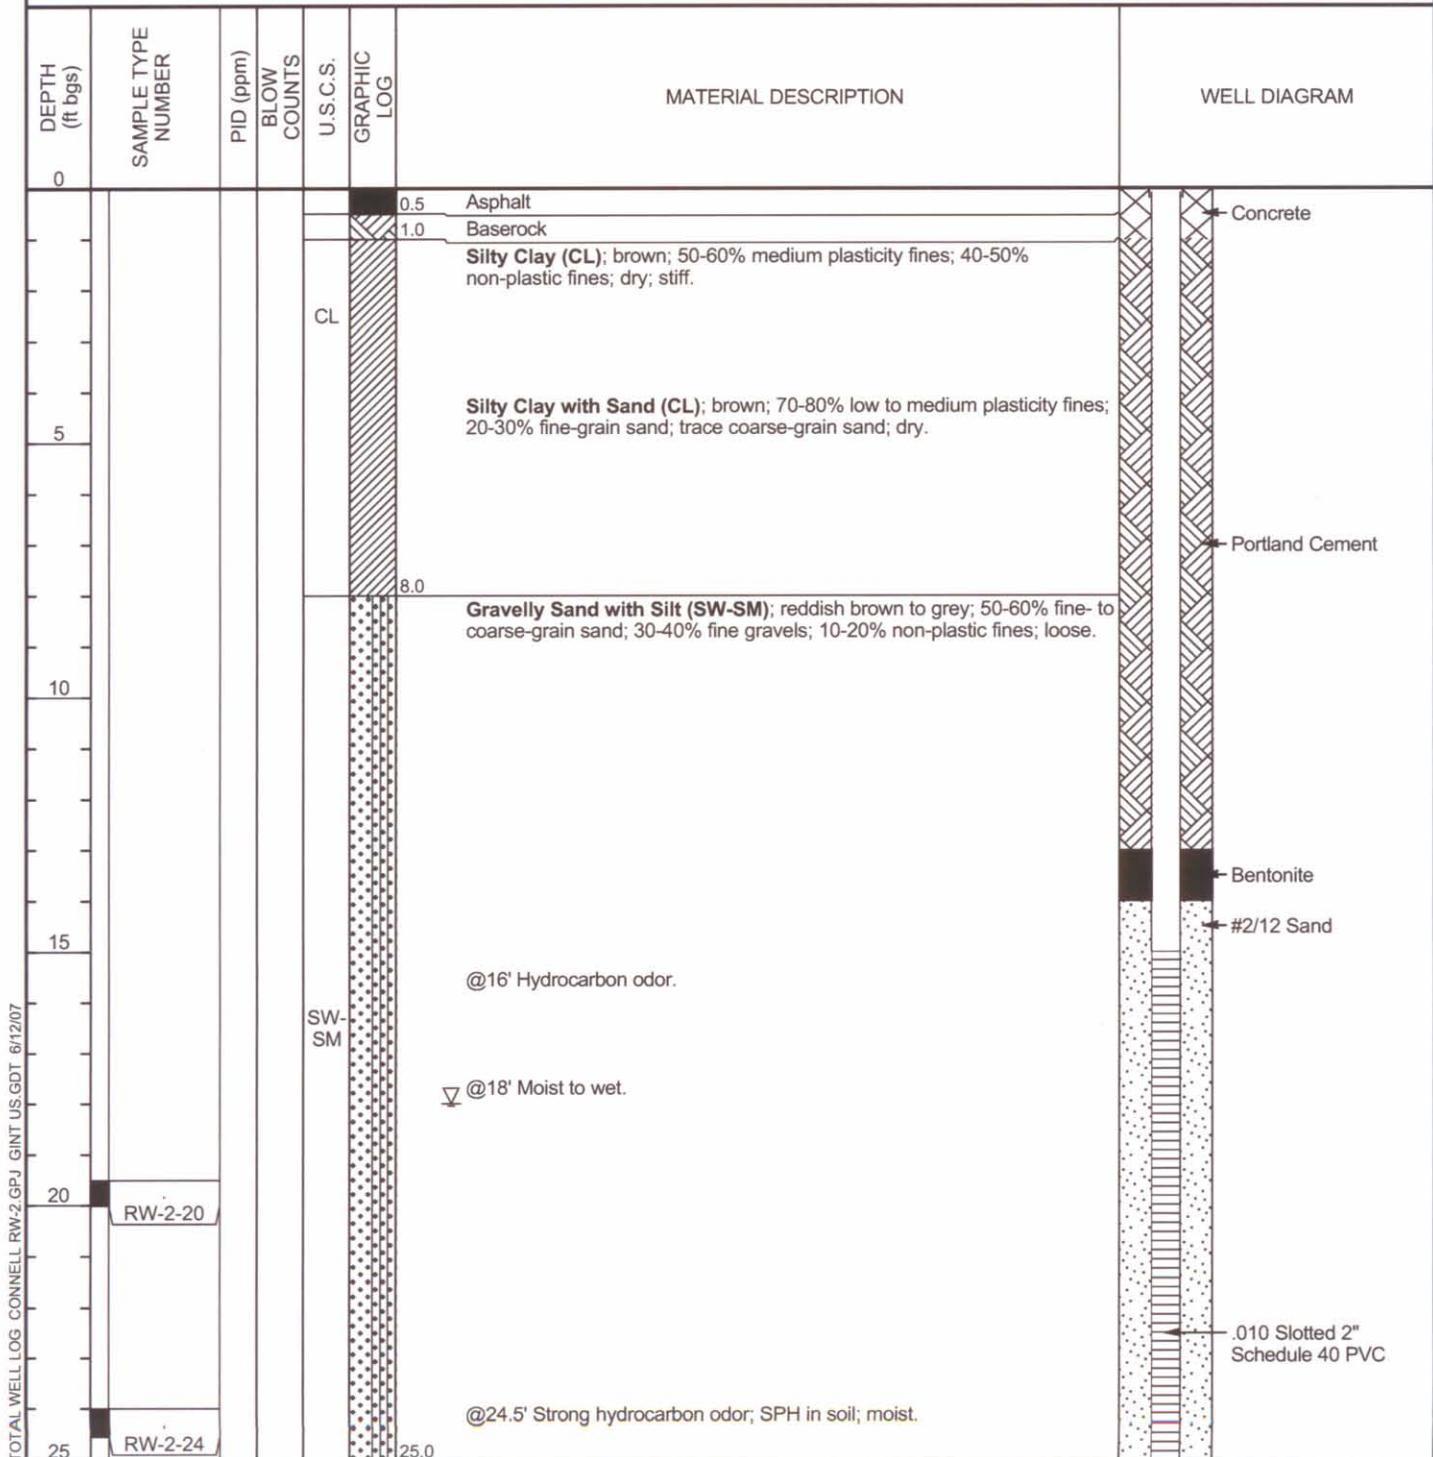 DEPTH
(ft bgs)
SAMPLE TYPE
NUMBER
PID (ppm)
BLOW
COUNTS
U.S.C.S.
GRAPHIC
LOG
MATERIAL DESCRIPTION
WELL DIAGRAM
0
0.5
Asphalt
Concrete
1.0
Baserock
Silty Clay (CL); brown; 50-60% medium plasticity fines; 40-50%
non-plastic fines; dry; stiff.
CL
Silty Clay with Sand (CL); brown; 70-80% low to medium plasticity fines;
20-30% fine-grain sand; trace coarse-grain sand; dry.
5
Portland Cement
8.0
Gravelly Sand with Silt (SW-SM); reddish brown to grey; 50-60% fine- to
coarse-grain sand; 30-40% fine gravels; 10-20% non-plastic fines; loose.
10
Bentonite
#2/12 Sand
15
@16' Hydrocarbon odor.
SW-
SM
@18' Moist to wet.
20
RW-2-20
.010 Slotted 2"
Schedule 40 PVC
@24.5' Strong hydrocarbon odor; SPH in soil; moist.
RW-2-24
25
25.0
TOTAL WELL LOG CONNELL RW-2.GPJ GINT US.GDT 6/12/07